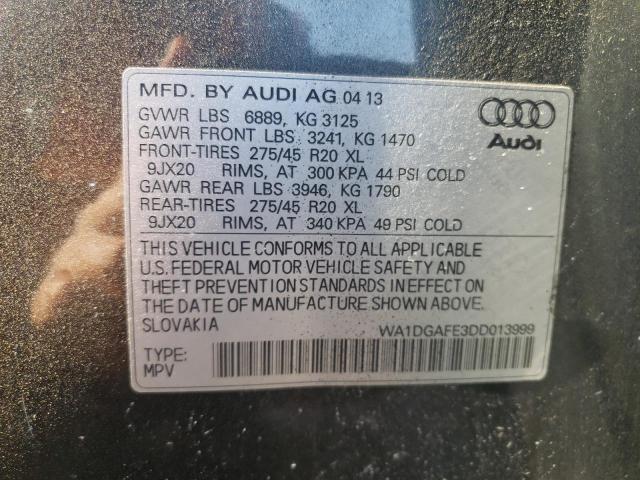 MFD. BY AUDI AG 04 13
GVWR LBS 6889, KG 3125
GAWR FRONT LBS 3241, KG 1470
FRONT-TIRES 275/45 R20 XL
9JX20 RIMS, AT 300 KPA 44 PSI COLD
GAWR REAR LBS 3946, KG 1790
REAR-TIRES 275/45 R20 XL
9JX20 RIMS, AT 340 KPA 49 PSI COLD
Audi
THIS VEHICLE CONFORMS TO ALL APPLICABLE
U.S. FEDERAL MOTOR VEHICLE SAFETY AND
THEFT PREVENTION STANDARDS IN EFFECT ON
THE DATE OF MANUFACTURE SHOWN ABOVE.
SLOVAKIA WA1DGAFE3DD013999
TYPE:
MPV